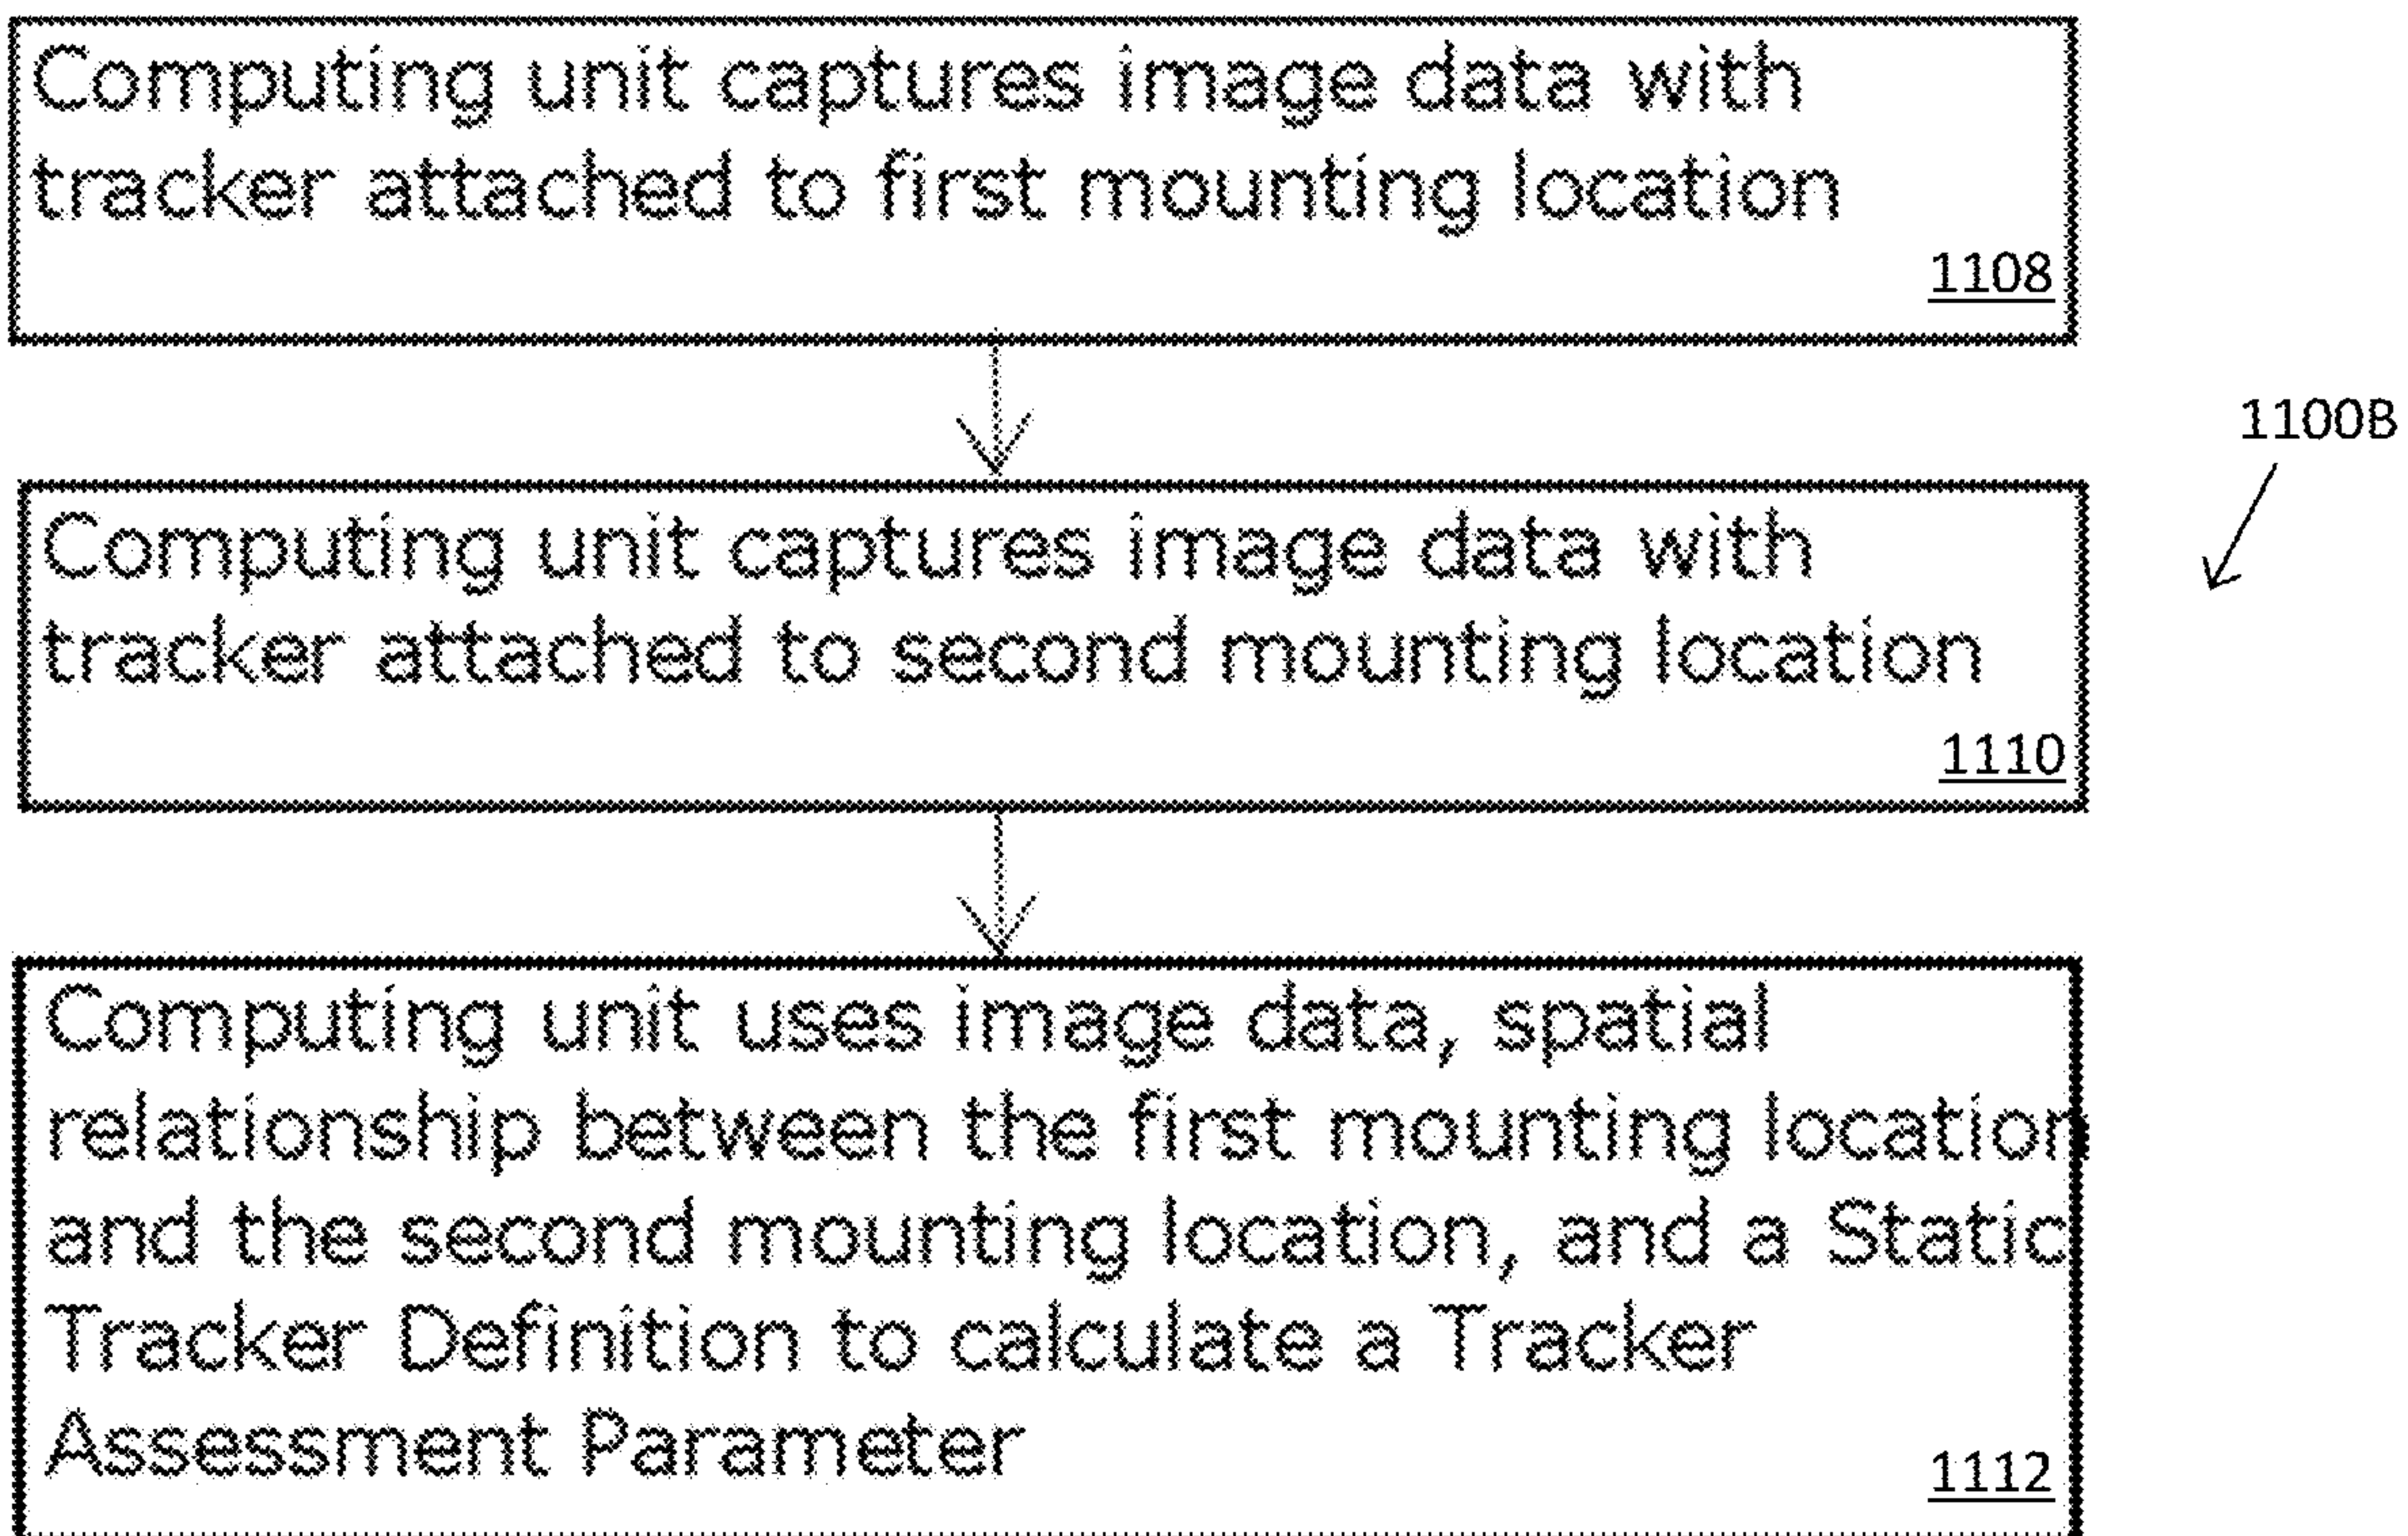 Computing unit captures image data with
tracker attached to first mounting location
1108
1100B
Computing unit captures image data with
tracker attached to second mounting location
1110
Computing unit uses image data, spatial
relationship between the first mounting location
and the second mounting location, and a Static
Tracker Definition to calculate a Tracker
Assessment Parameter
1112